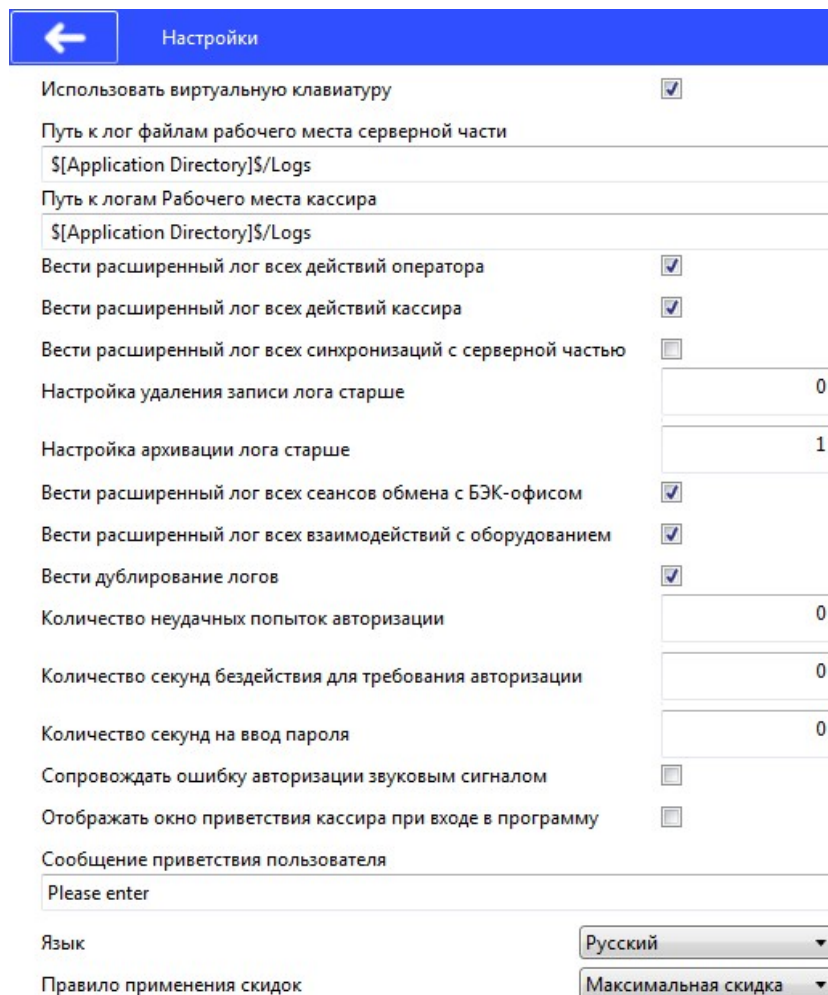 Настройки
Использовать виртуальную клавиатуру
Путь к лог файлам рабочего места серверной части
$[Application Directory]$/Logs
Путь к логам Рабочего места кассира
$[Application Directory]$/Logs
Вести расширенный лог всех действий оператора
Вести расширенный лог всех действий кассира
Вести расширенный лог всех синхронизаций с серверной частью
Настройка удаления записи лога старше 0
Настройка архивации лога старше 1
Вести расширенный лог всех сеансов обмена с БЭК-офисом
Вести расширенный лог всех взаимодействий с оборудованием
Вести дублирование логов
Количество неудачных попыток авторизации 0
Количество секунд бездействия для требования авторизации 0
Количество секунд на ввод пароля 0
Сопровождать ошибку авторизации звуковым сигналом
Отображать окно приветствия кассира при входе в программу
Сообщение приветствия пользователя
Please enter
Язык Русский
Правило применения скидок Максимальная скидка